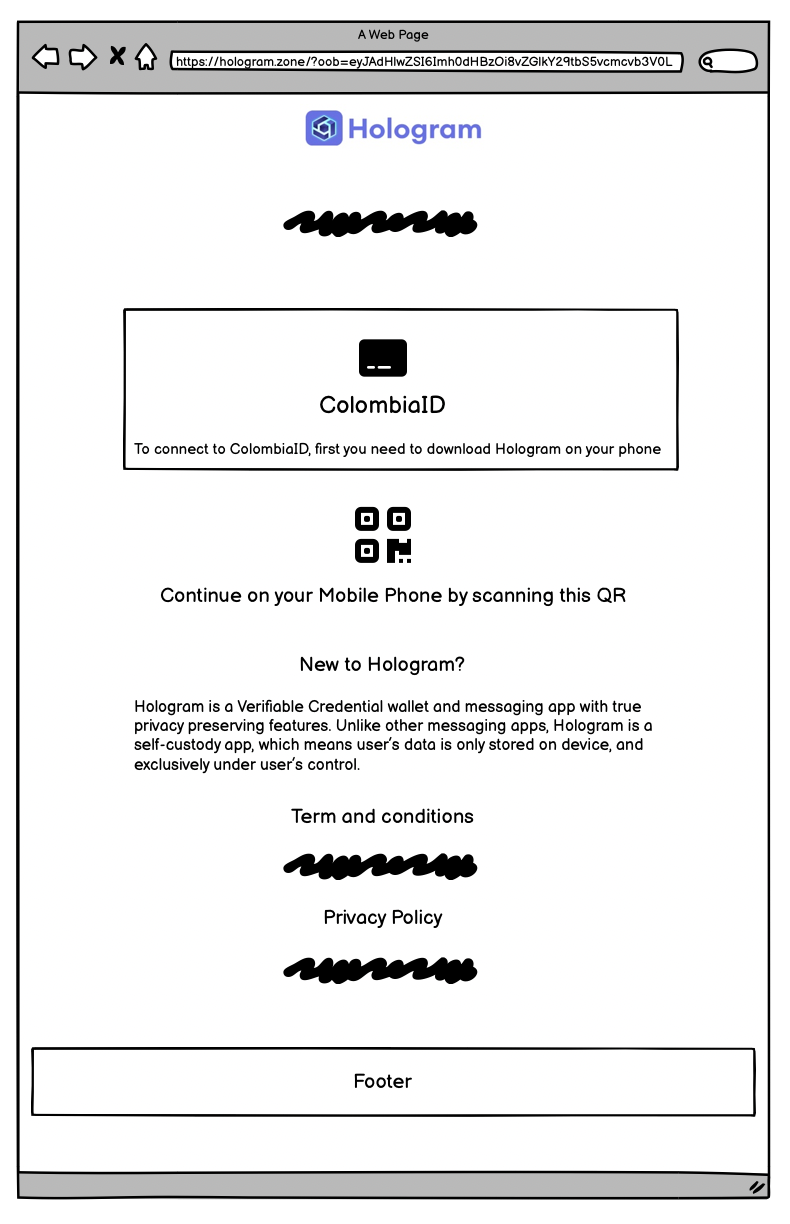 A Web Page
https://hologram.zone/?oob=eyJAdHlwZSI6Imh0dHBzOi8vZGlkY29tbS5vcmcvb3V0L
Hologram
ColombiaID
To connect to ColombiaID, first you need to download Hologram on your phone
Continue on your Mobile Phone by scanning this QR
New to Hologram?
Hologram is a Verifiable Credential wallet and messaging app with true
privacy preserving features. Unlike other messaging apps, Hologram is a
self-custody app, which means user's data is only stored on device, and
exclusively under user's control.
Term and conditions
Privacy Policy
Footer